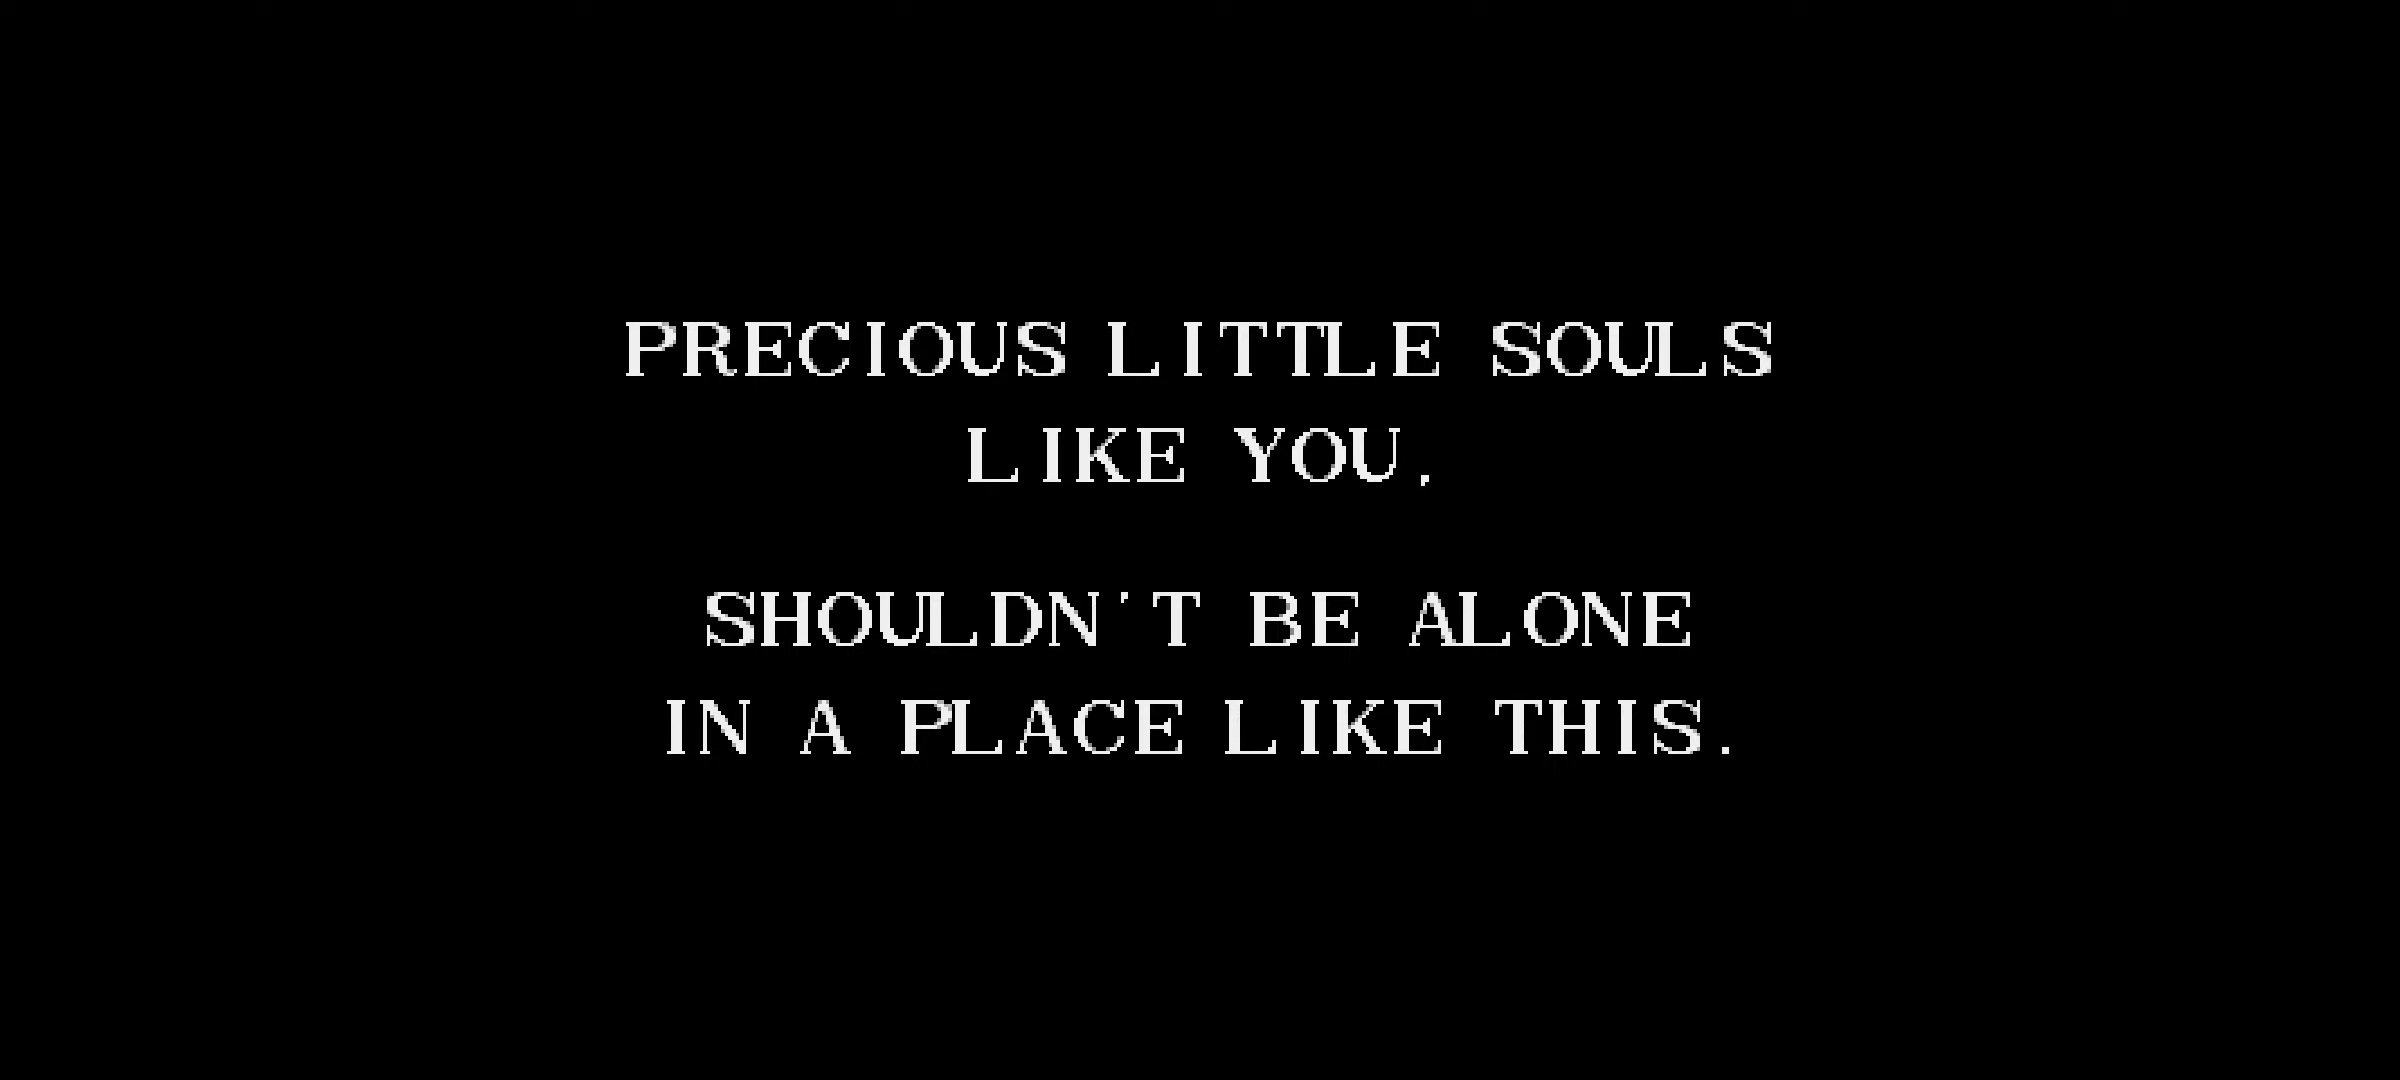 PRECIOUS LITTLE SOULS
LIKE YOU.
SHOULDN'T BE ALONE
IN A PLACE LIKE THIS.